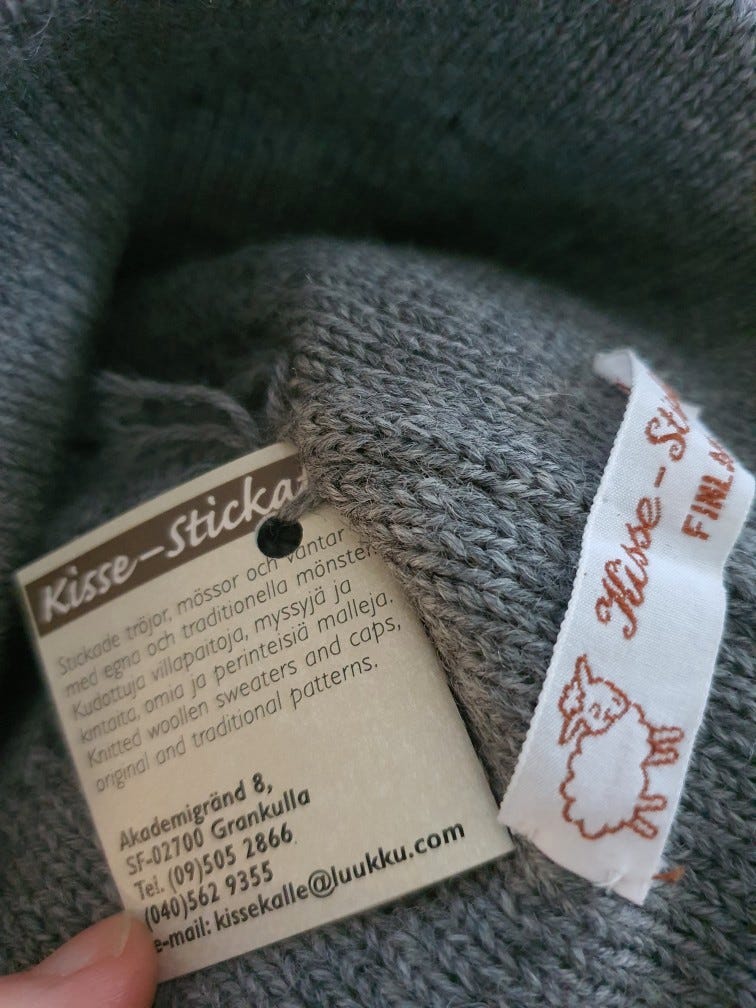 Kisse-Sticka
Stickade tröjor, mössor och vantar
med egna och traditionella mönster.
Kudottuja villapaitoja, myssyjä ja
kintaita, omia ja perinteisiä malleja.
Knitted woollen sweaters and caps,
original and traditional patterns.
Akademigränd 8,
SF-02700 Grankulla
Tel. (09)505 2866
(040)562 9355
e-mail: kissekalle@luukku.com
Kisse-St
FINLA